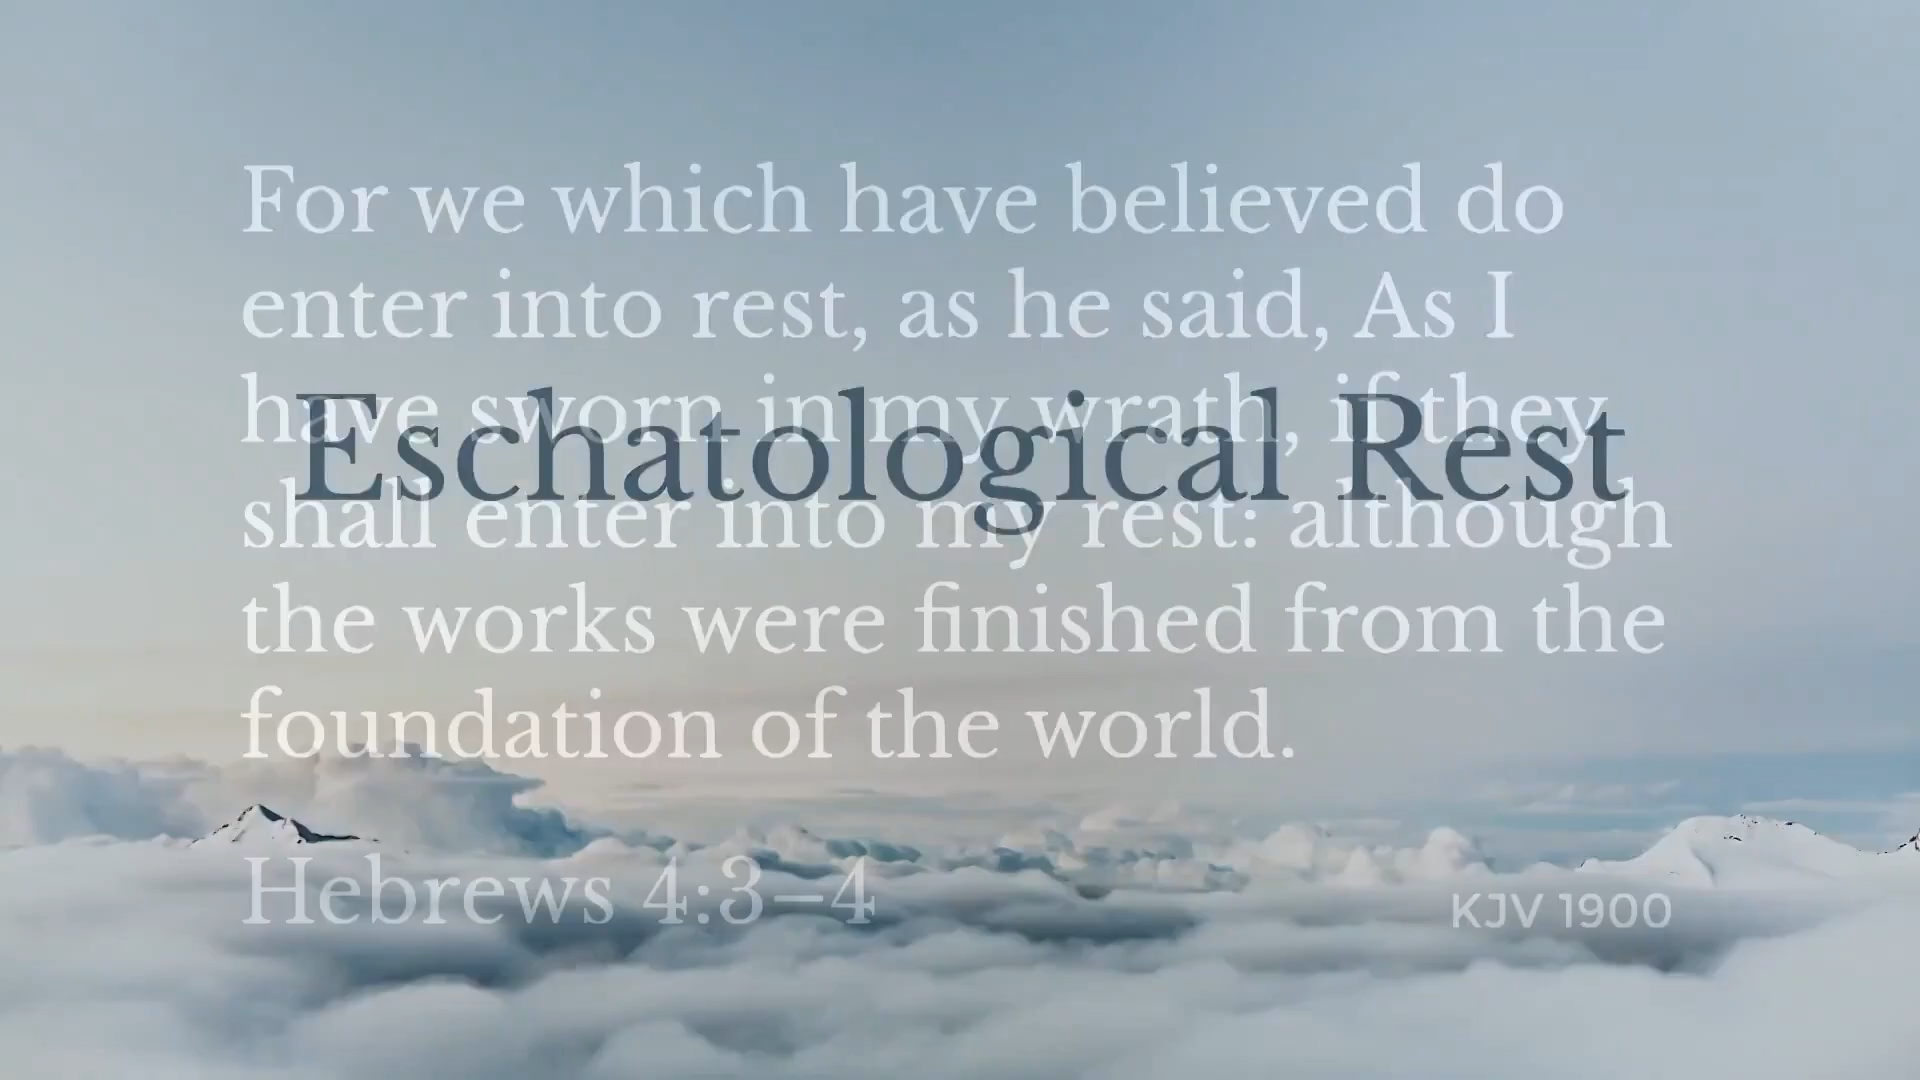 For we which have believed do
enter into rest, as he said, As I
have sworn in my wrath, if they
Eschatological Rest
shall enter into my rest: although
the works were finished from the
foundation of the world.
Hebrews 4:3–4
KJV 1900